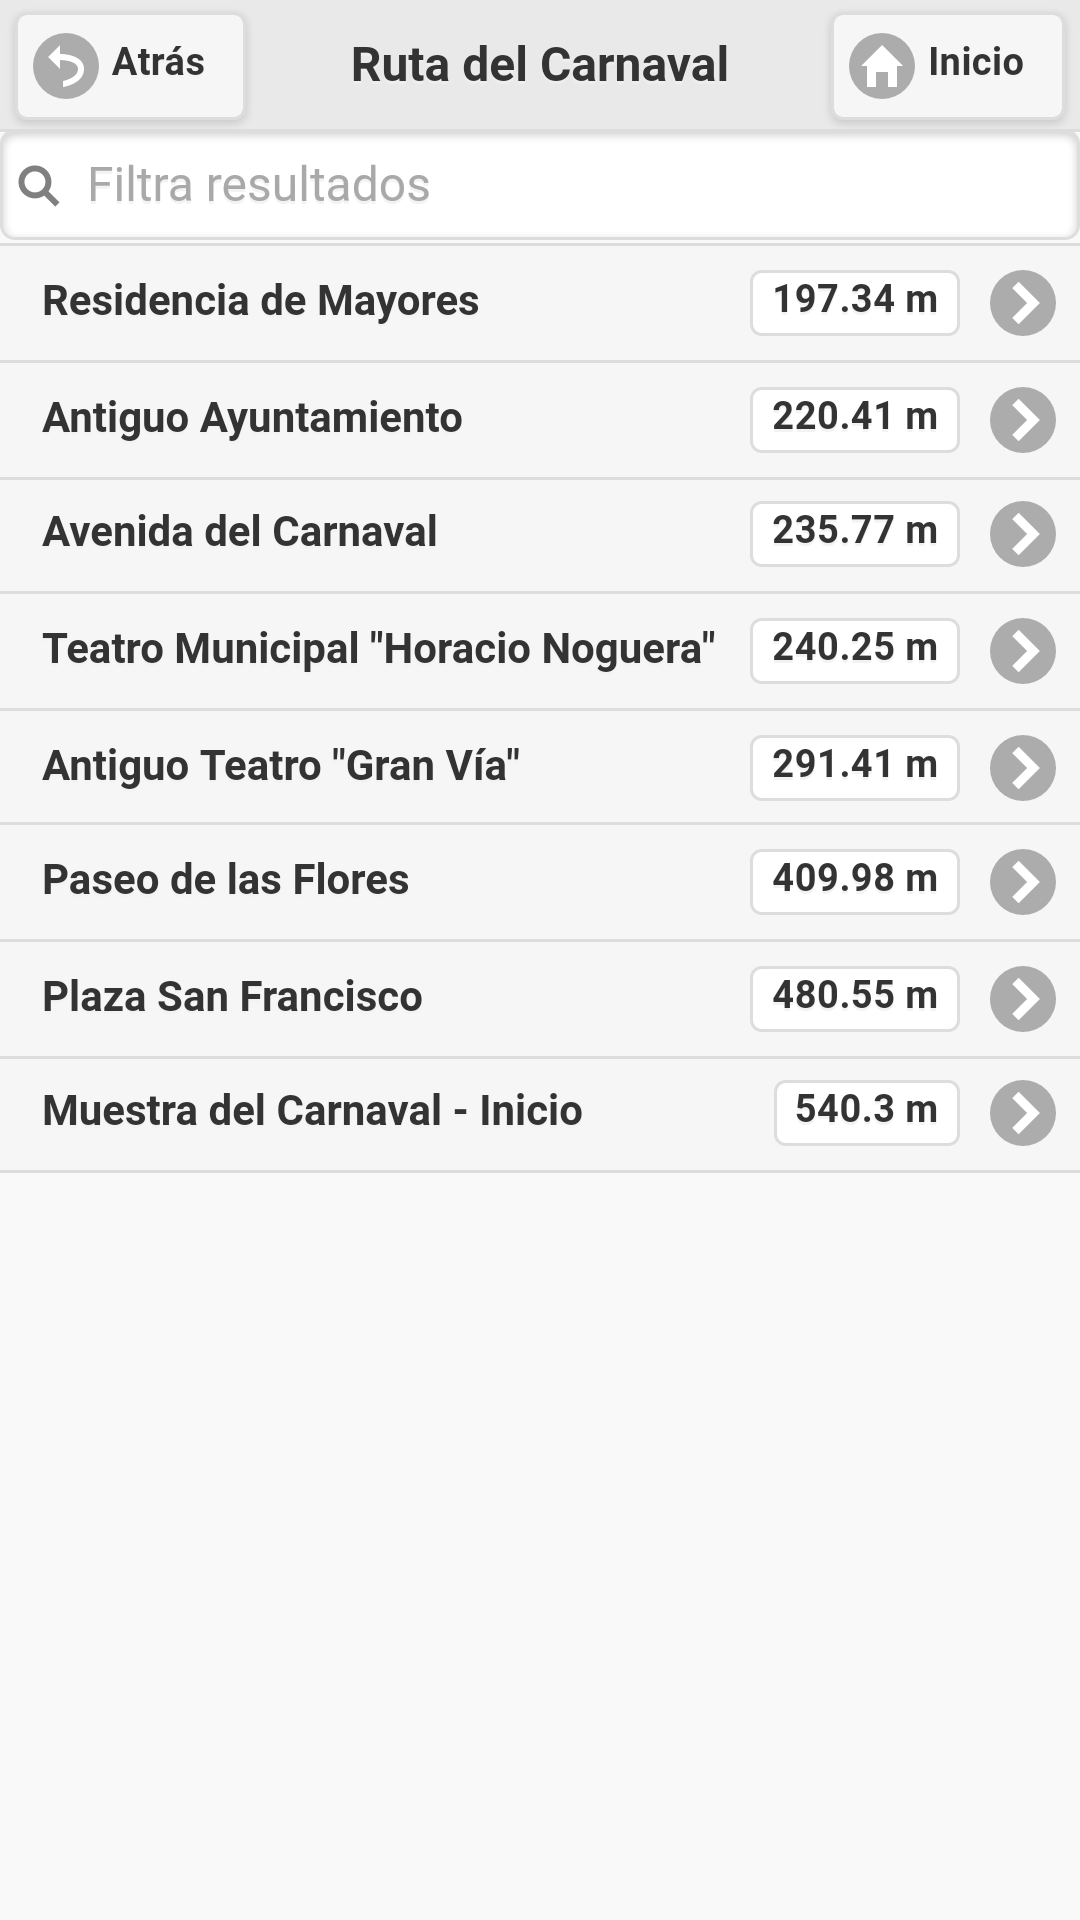 Atrás
Ruta del Carnaval
Inicio
Filtra resultados
Residencia de Mayores 197.34 m
Antiguo Ayuntamiento 220.41 m
Avenida del Carnaval 235.77 m
Teatro Municipal "Horacio Noguera" 240.25 m
Antiguo Teatro "Gran Vía" 291.41 m
Paseo de las Flores 409.98 m
Plaza San Francisco 480.55 m
Muestra del Carnaval - Inicio 540.3 m